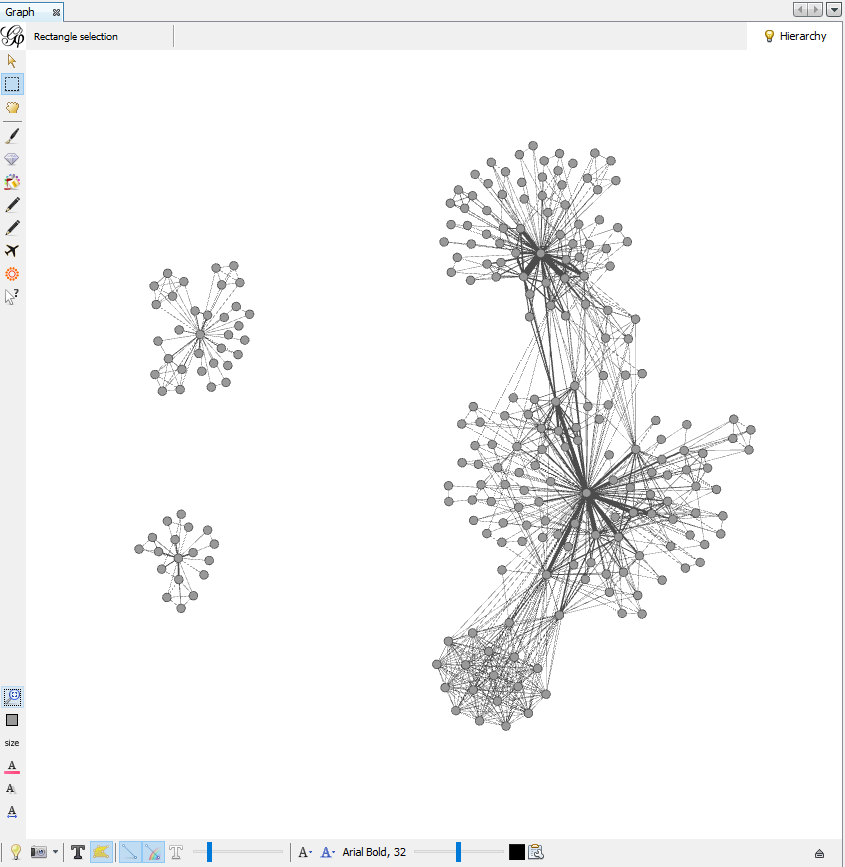 Graph
Rectangle selection
Hierarchy
size
A
A
A
T
T
A
A
Arial Bold, 32